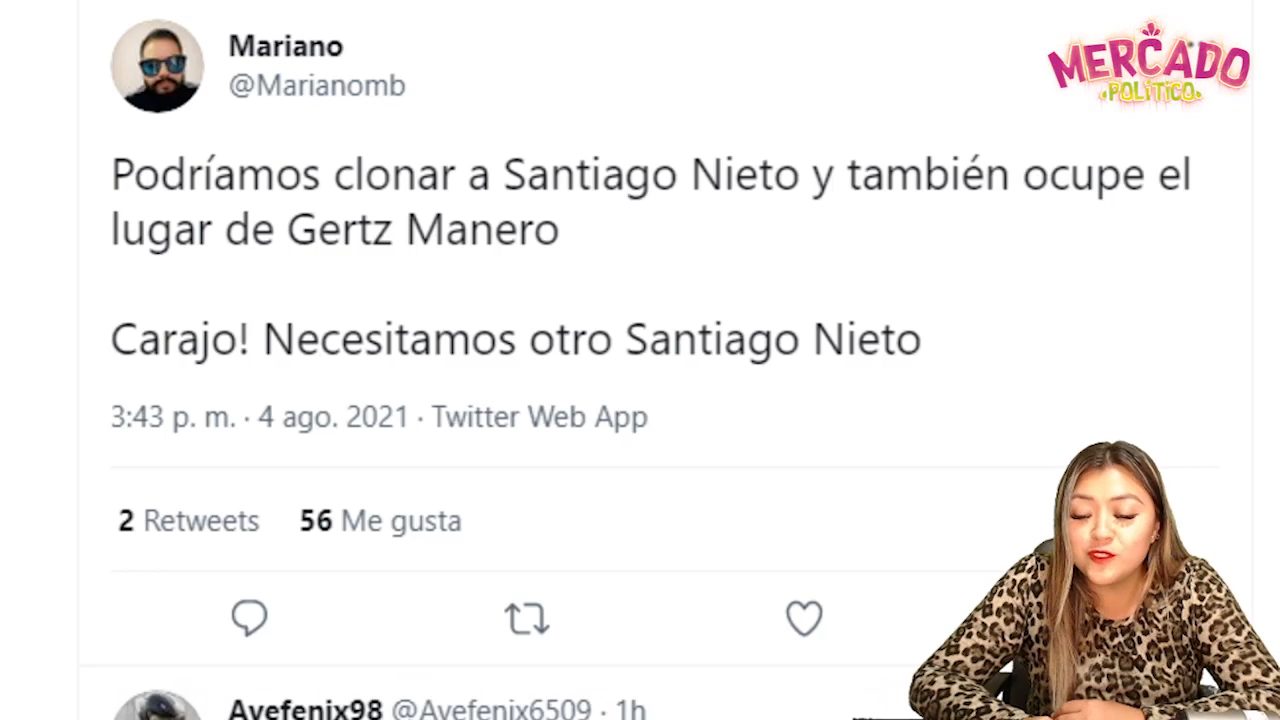 Mariano
@Marianomb
MERCADO
POLÍTICO
Podríamos clonar a Santiago Nieto y también ocupe el
lugar de Gertz Manero
Carajo! Necesitamos otro Santiago Nieto
3:43 p. m. · 4 ago. 2021 · Twitter Web App
2 Retweets 56 Me gusta
Avefenix98 @Avefenix6509 · 1h